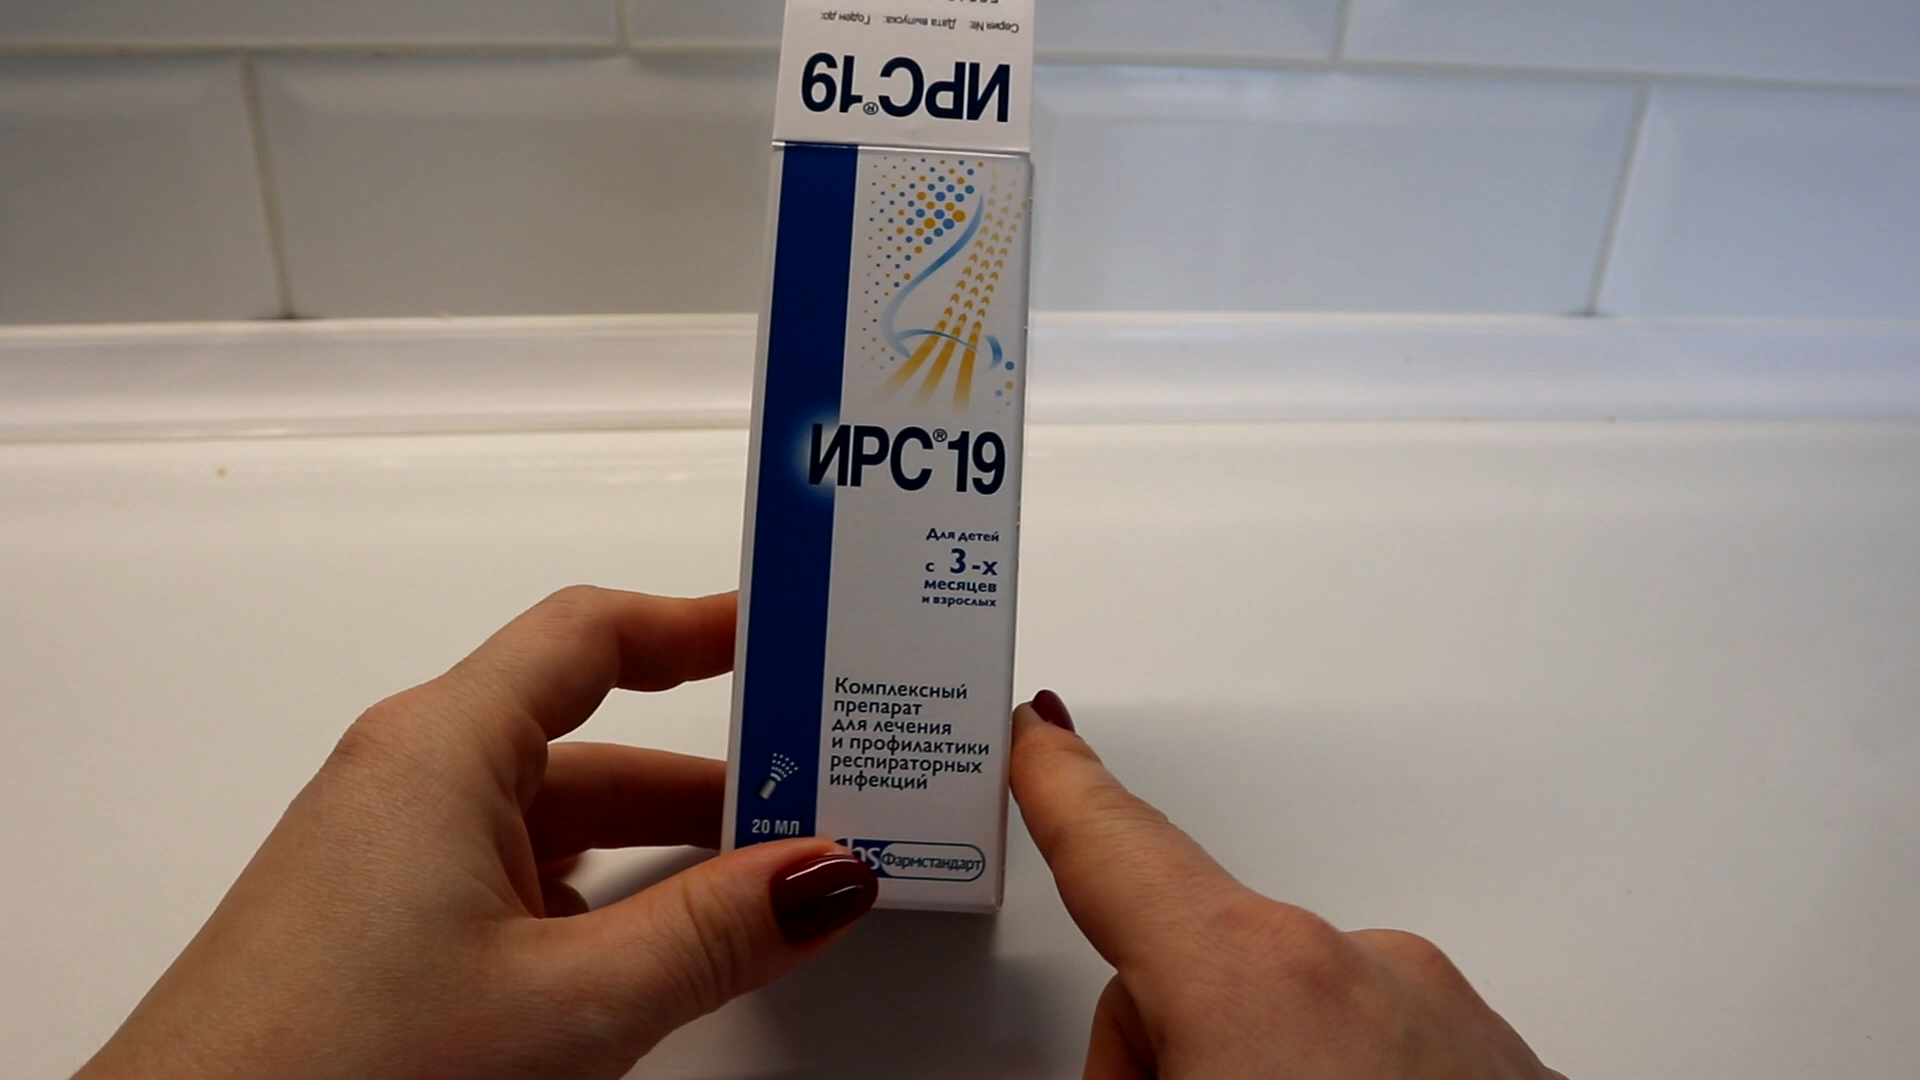 Серия №: Дата выпуска: Годен до:
ИРС®19
ИРС®19
Для детей
с 3-х
месяцев
и взрослых
Комплексный
препарат
для лечения
и профилактики
респираторных
инфекций
20 МЛ
Фармстандарт